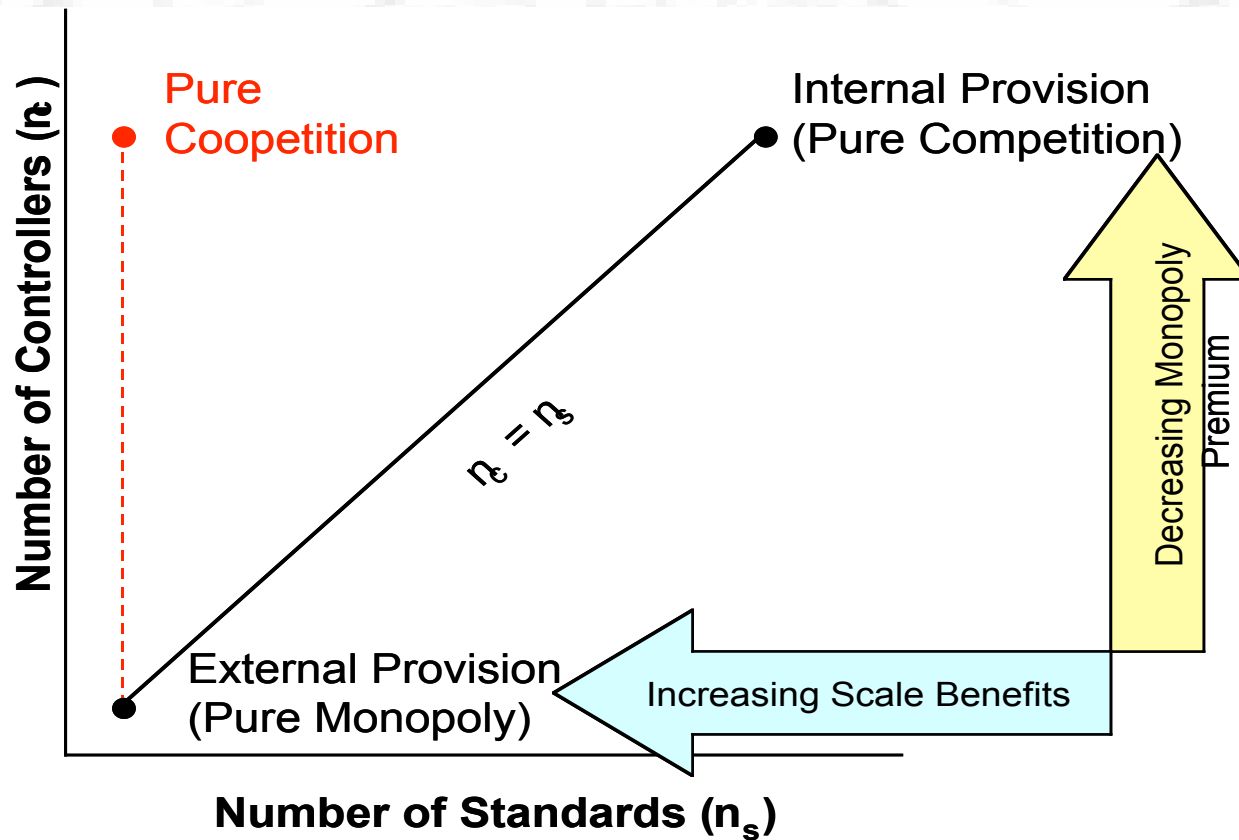 Number of Controllers (nc)
Pure
Coopetition
Internal Provision
(Pure Competition)
nc = ns
Decreasing Monopoly
Premium
External Provision
(Pure Monopoly)
Increasing Scale Benefits
Number of Standards (ns)